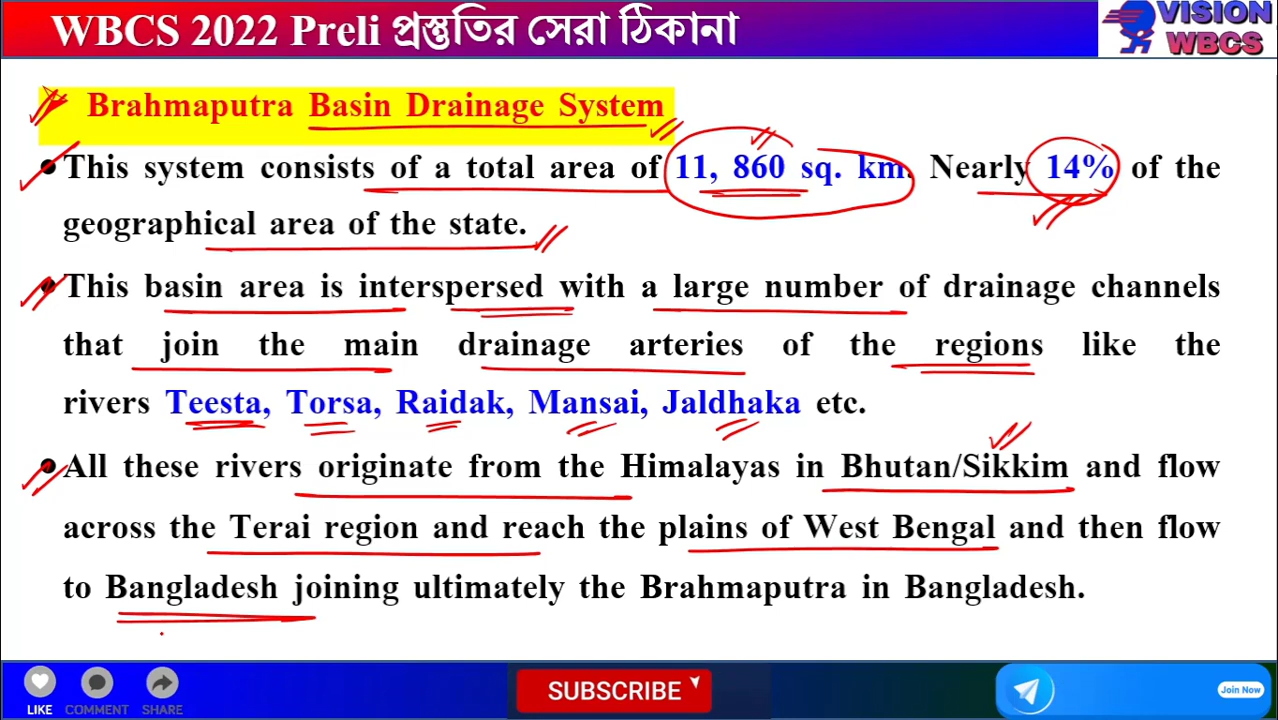 WBCS 2022 Preli প্রস্তুতির সেরা ঠিকানা
VISION
WBCS
Brahmaputra Basin Drainage System
This system consists of a total area of 11, 860 sq. km. Nearly 14% of the
geographical area of the state.
This basin area is interspersed with a large number of drainage channels
that join the main drainage arteries of the regions like the
rivers Teesta, Torsa, Raidak, Mansai, Jaldhaka etc.
All these rivers originate from the Himalayas in Bhutan/Sikkim and flow
across the Terai region and reach the plains of West Bengal and then flow
to Bangladesh joining ultimately the Brahmaputra in Bangladesh.
LIKE COMMENT SHARE
SUBSCRIBE
Join Now